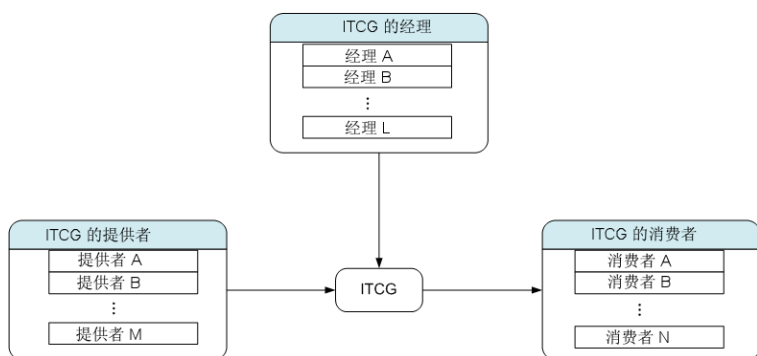 ITCG 的经理
经理 A
经理 B
⋮
经理 L
ITCG 的提供者
提供者 A
提供者 B
⋮
提供者 M
ITCG
ITCG 的消费者
消费者 A
消费者 B
⋮
消费者 N